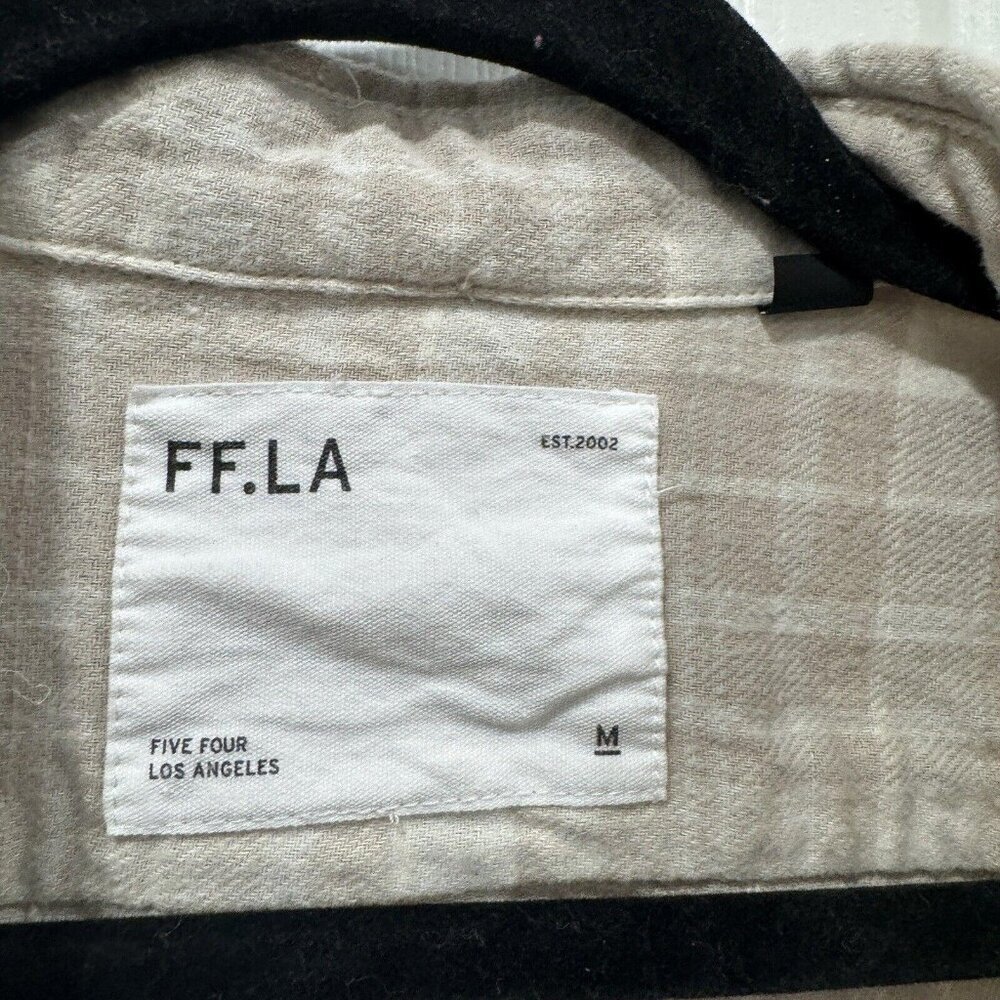 FF.LA
EST.2002
FIVE FOUR
LOS ANGELES
M